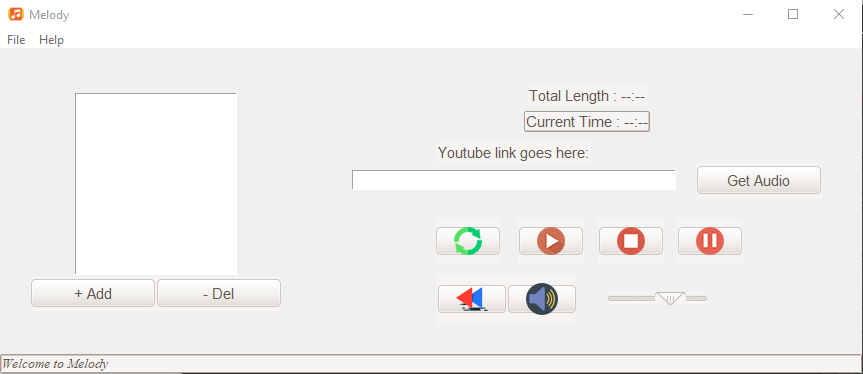 Melody
File Help
Total Length : --:--
Current Time : --:--
Youtube link goes here:
Get Audio
+ Add - Del
Welcome to Melody